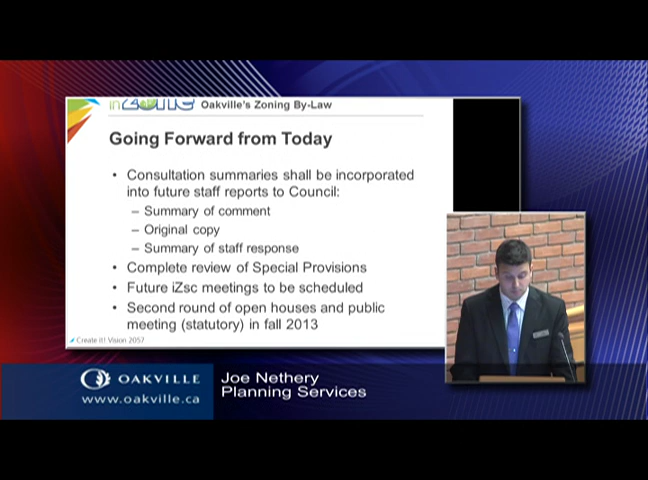 inZone Oakville's Zoning By-Law
Going Forward from Today
• Consultation summaries shall be incorporated
into future staff reports to Council:
– Summary of comment
– Original copy
– Summary of staff response
• Complete review of Special Provisions
• Future iZsc meetings to be scheduled
• Second round of open houses and public
meeting (statutory) in fall 2013
Create it! Vision 2057
OAKVILLE
www.oakville.ca
Joe Nethery
Planning Services